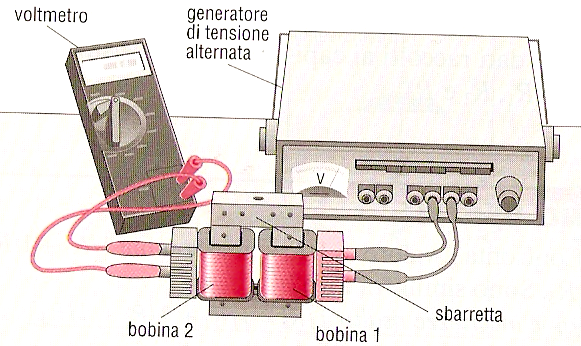 voltmetro
generatore
di tensione
alternata
V
sbarretta
bobina 2
bobina 1